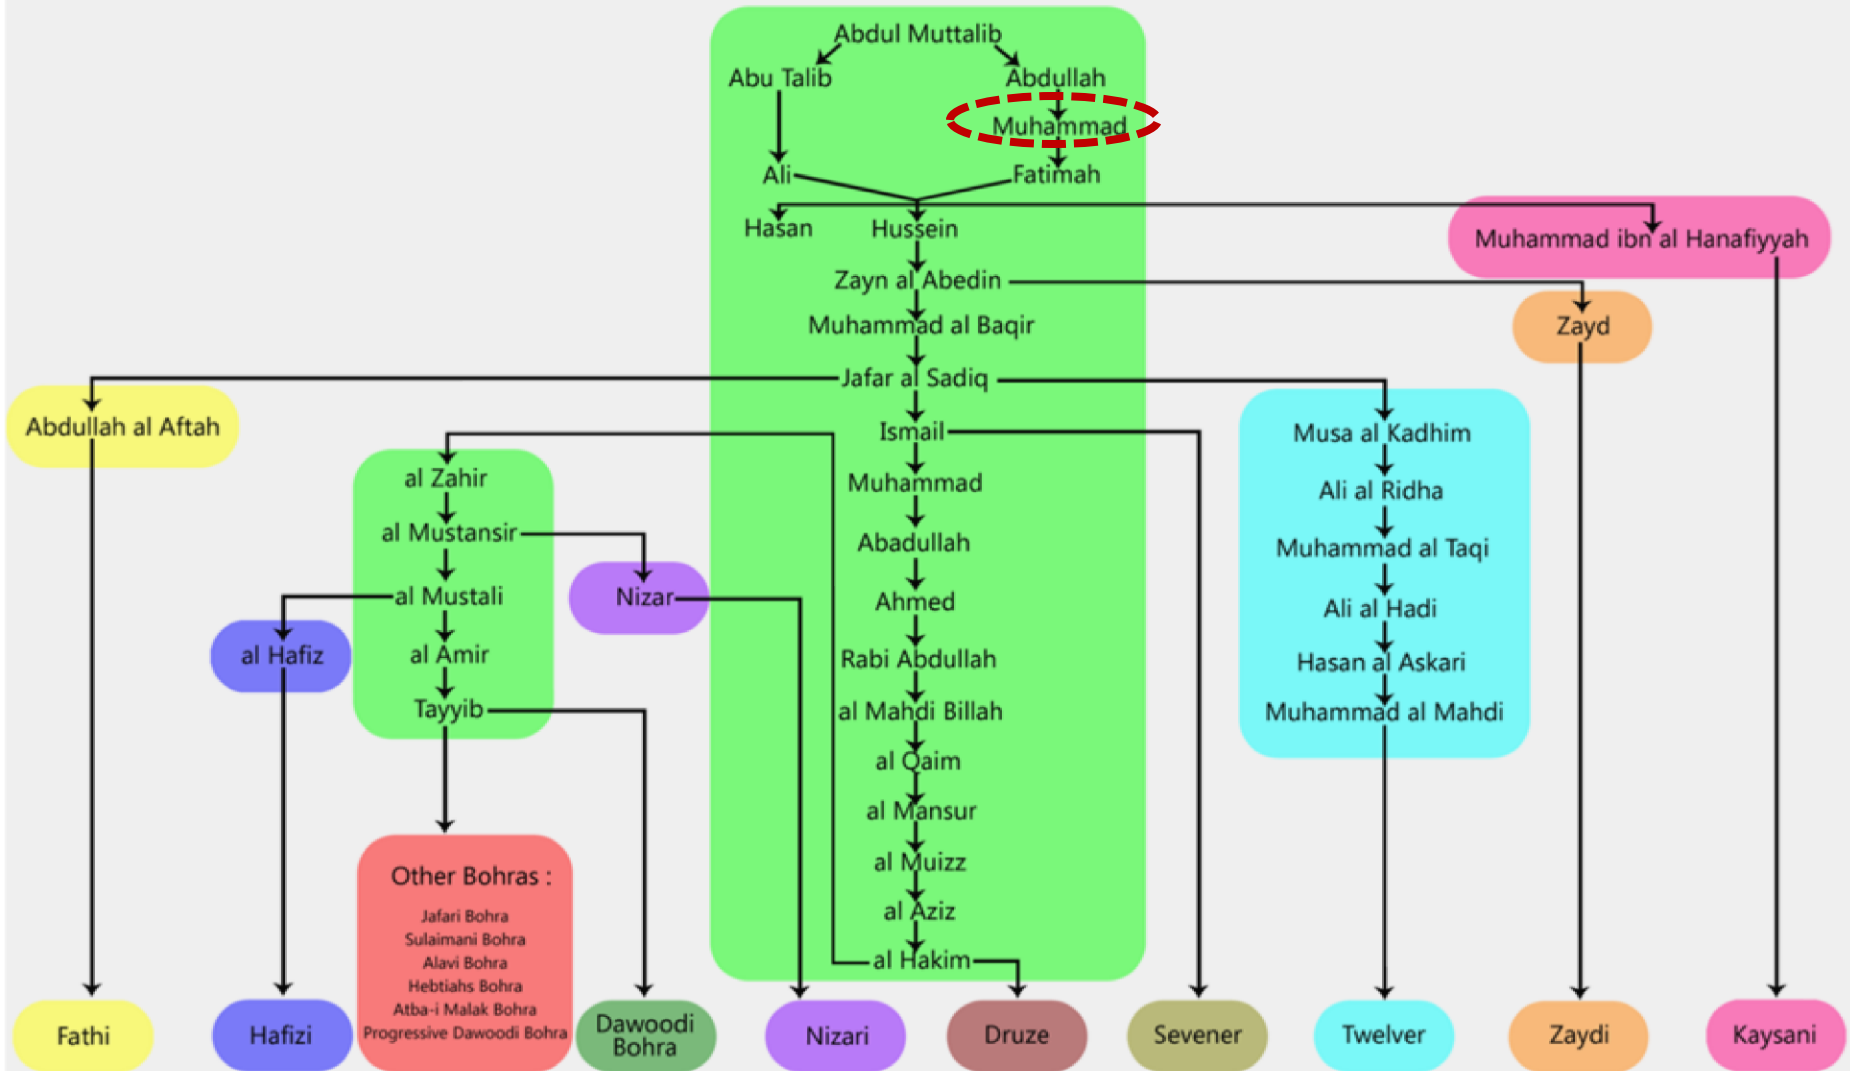 Abdul Muttalib
Abu Talib
Abdullah
Muhammad
Ali
Fatimah
Hasan
Hussein
Muhammad ibn al Hanafiyyah
Zayn al Abedin
Zayd
Muhammad al Baqir
Jafar al Sadiq
Abdullah al Aftah
Ismail
Musa al Kadhim
al Zahir
Muhammad
Ali al Ridha
al Mustansir
Abadullah
Muhammad al Taqi
al Mustali
Nizar
Ahmed
Ali al Hadi
al Hafiz
al Amir
Rabi Abdullah
Hasan al Askari
Tayyib
al Mahdi Billah
Muhammad al Mahdi
al Qaim
al Mansur
al Muizz
al Aziz
al Hakim
Other Bohras :
Jafari Bohra
Sulaimani Bohra
Alavi Bohra
Hebtiahs Bohra
Atba-i Malak Bohra
Progressive Dawoodi Bohra
Fathi
Hafizi
Dawoodi
Bohra
Nizari
Druze
Sevener
Twelver
Zaydi
Kaysani